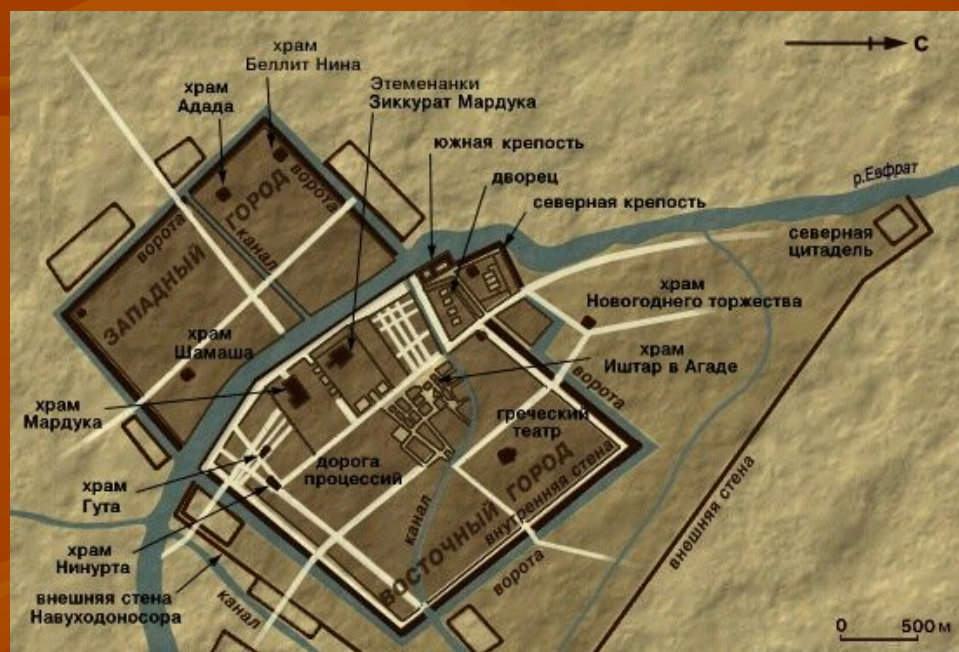 С
храм
Беллит Нина
Этеменанки
Зиккурат Мардука
храм
Адада
южная крепость
дворец
северная крепость
р.Евфрат
северная
цитадель
ворота
ГОРОД
канал
ворота
ЗАПАДНЫЙ
храм
Новогоднего торжества
храм
Шамаша
храм
Иштар в Агаде
ворота
храм
Мардука
греческий
театр
дорога
процессий
ГОРОД
внутренняя стена
внешняя стена
храм
Гута
канал
ВОСТОЧНЫЙ
храм
Нинурта
ворота
внешняя стена
Навуходоносора
канал
0 500 м